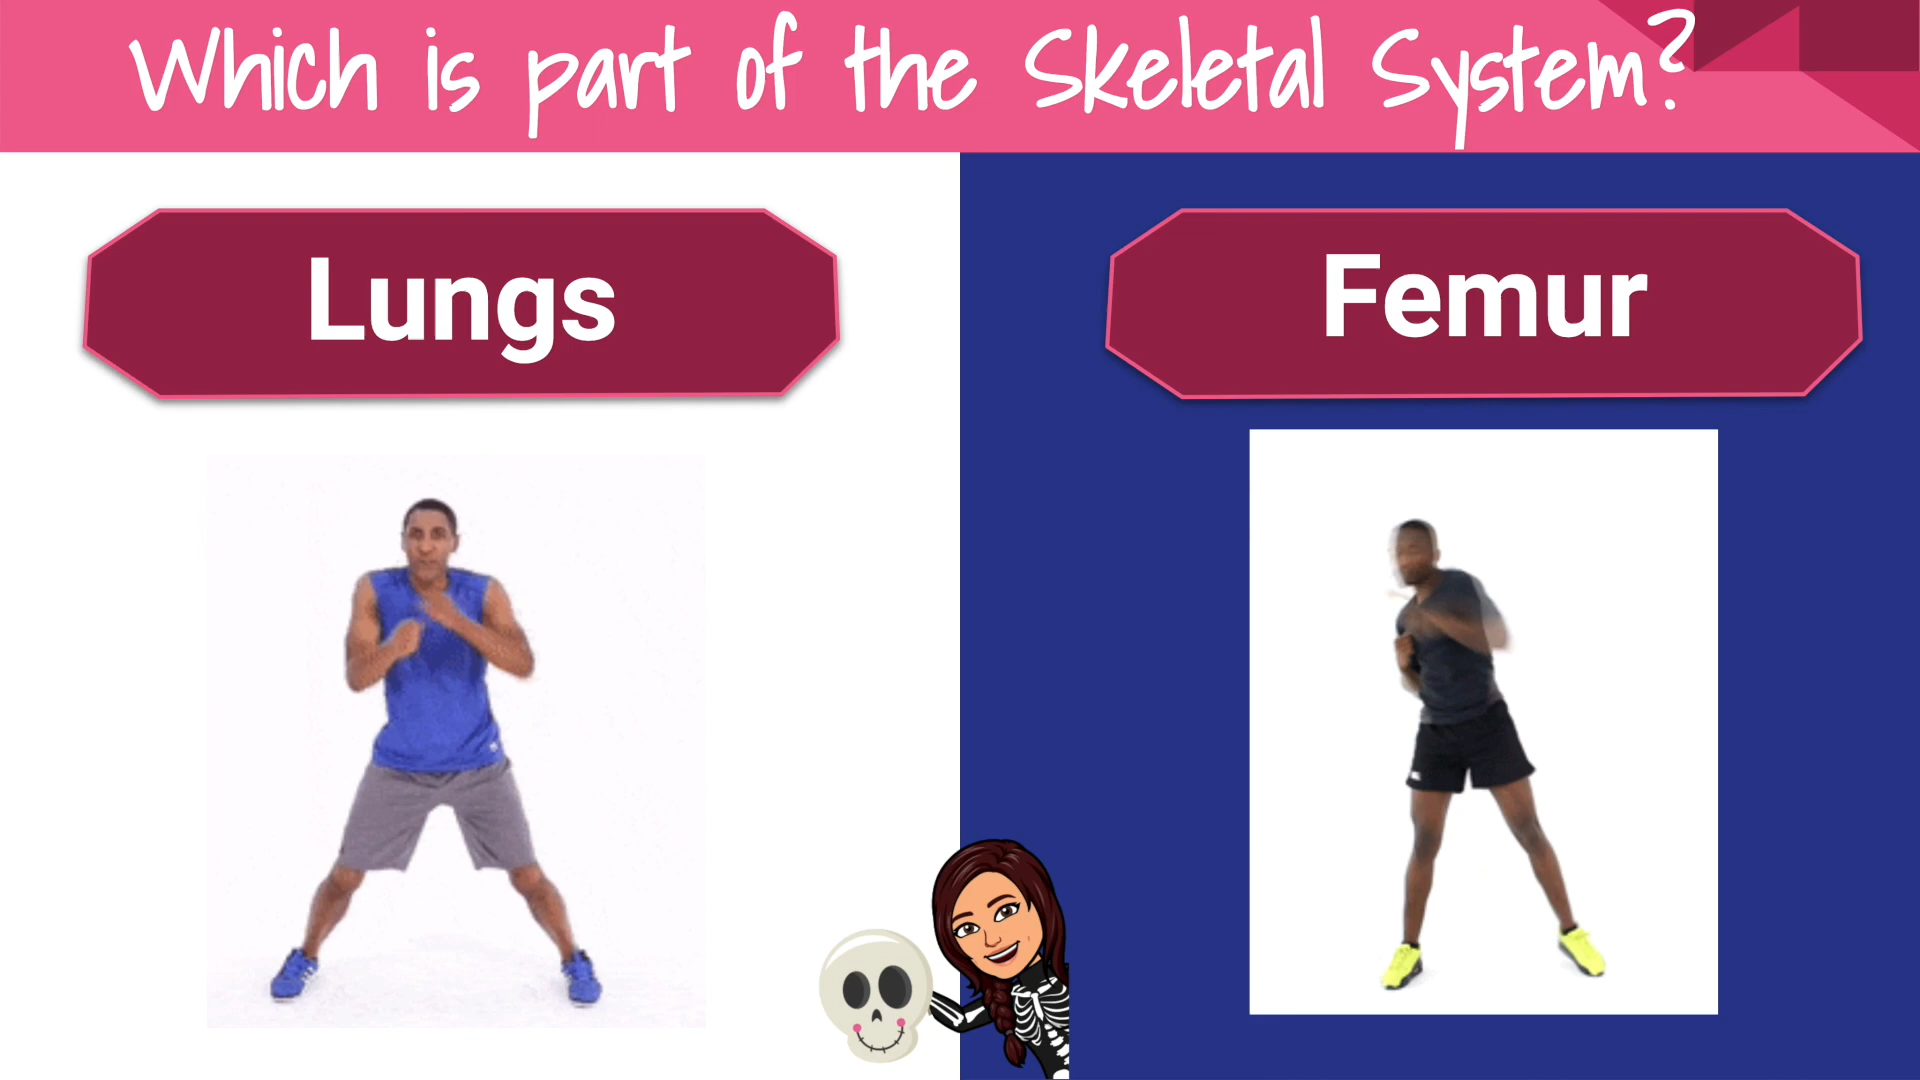 Which is part of the Skeletal System?
Lungs
Femur